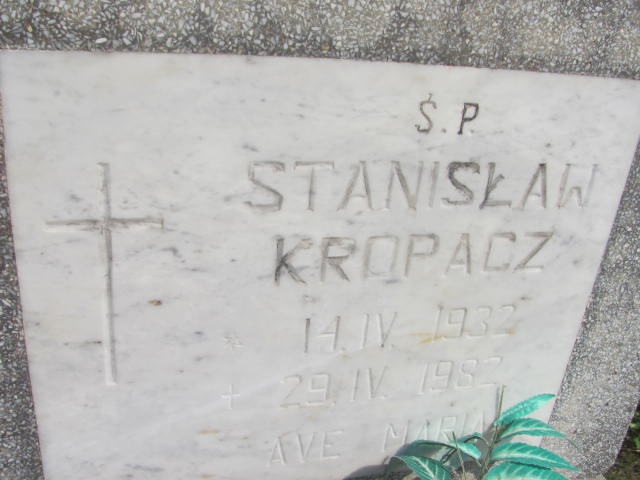 Ś.P.
STANISŁAW
KROPACZ
* 14.IV.1932
+ 29.IV.1982
AVE MARIA